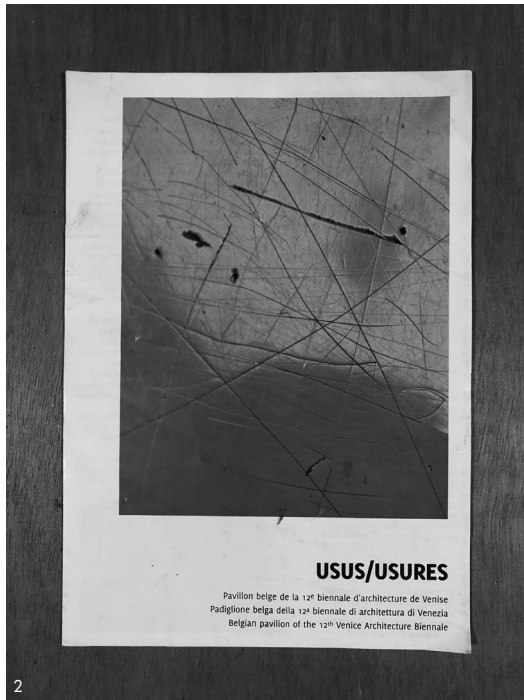 USUS/USURES
Pavillon belge de la 12e biennale d'architecture de Venise
Padiglione belga della 12a biennale di architettura di Venezia
Belgian pavilion of the 12th Venice Architecture Biennale
2